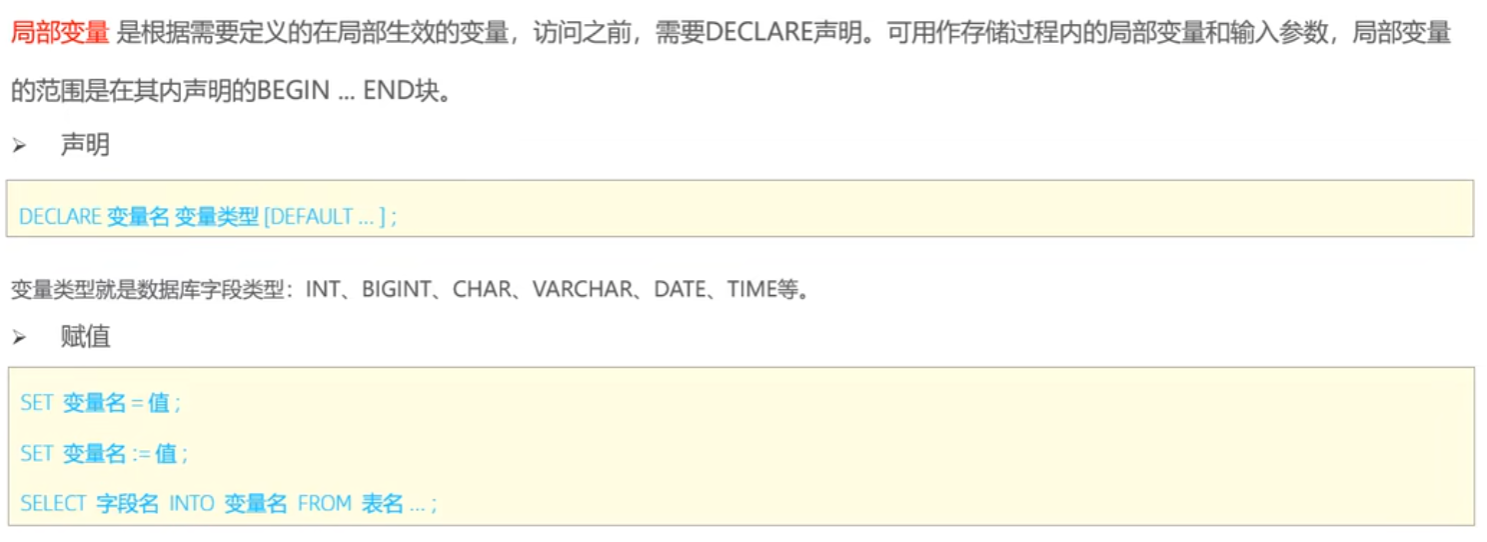 局部变量 是根据需要定义的在局部生效的变量，访问之前，需要DECLARE声明。可用作存储过程内的局部变量和输入参数，局部变量
的范围是在其内声明的BEGIN ... END块。
➢ 声明
DECLARE 变量名 变量类型 [DEFAULT ... ] ;
变量类型就是数据库字段类型：INT、BIGINT、CHAR、VARCHAR、DATE、TIME等。
➢ 赋值
SET 变量名 = 值 ;
SET 变量名 := 值 ;
SELECT 字段名 INTO 变量名 FROM 表名 ... ;